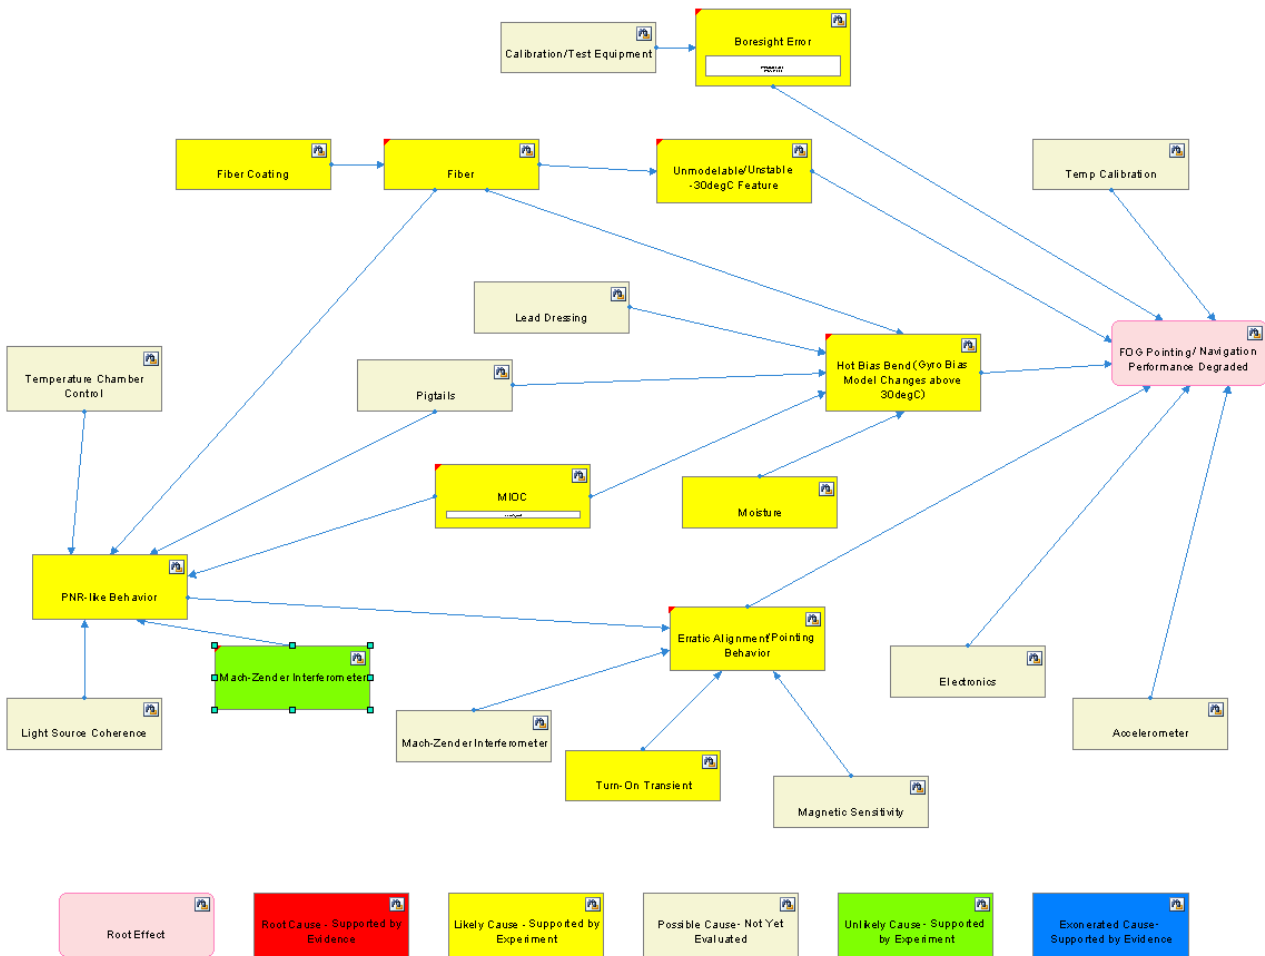 Calibration/Test Equipment
Boresight Error
Fiber Coating
Fiber
Unmodelable/Unstable
-30degC Feature
Temp Calibration
Lead Dressing
Hot Bias Bend (Gyro Bias
Model Changes above
30degC)
FOG Pointing/ Navigation
Performance Degraded
Temperature Chamber
Control
Pigtails
MIOC
Moisture
PNR-like Behavior
Erratic Alignment/Pointing
Behavior
Mach-Zender Interferometer
Electronics
Light Source Coherence
Mach-Zender Interferometer
Accelerometer
Turn-On Transient
Magnetic Sensitivity
Root Effect
Root Cause - Supported by
Evidence
Likely Cause - Supported by
Experiment
Possible Cause- Not Yet
Evaluated
Unlikely Cause - Supported
by Experiment
Exonerated Cause-
Supported by Evidence